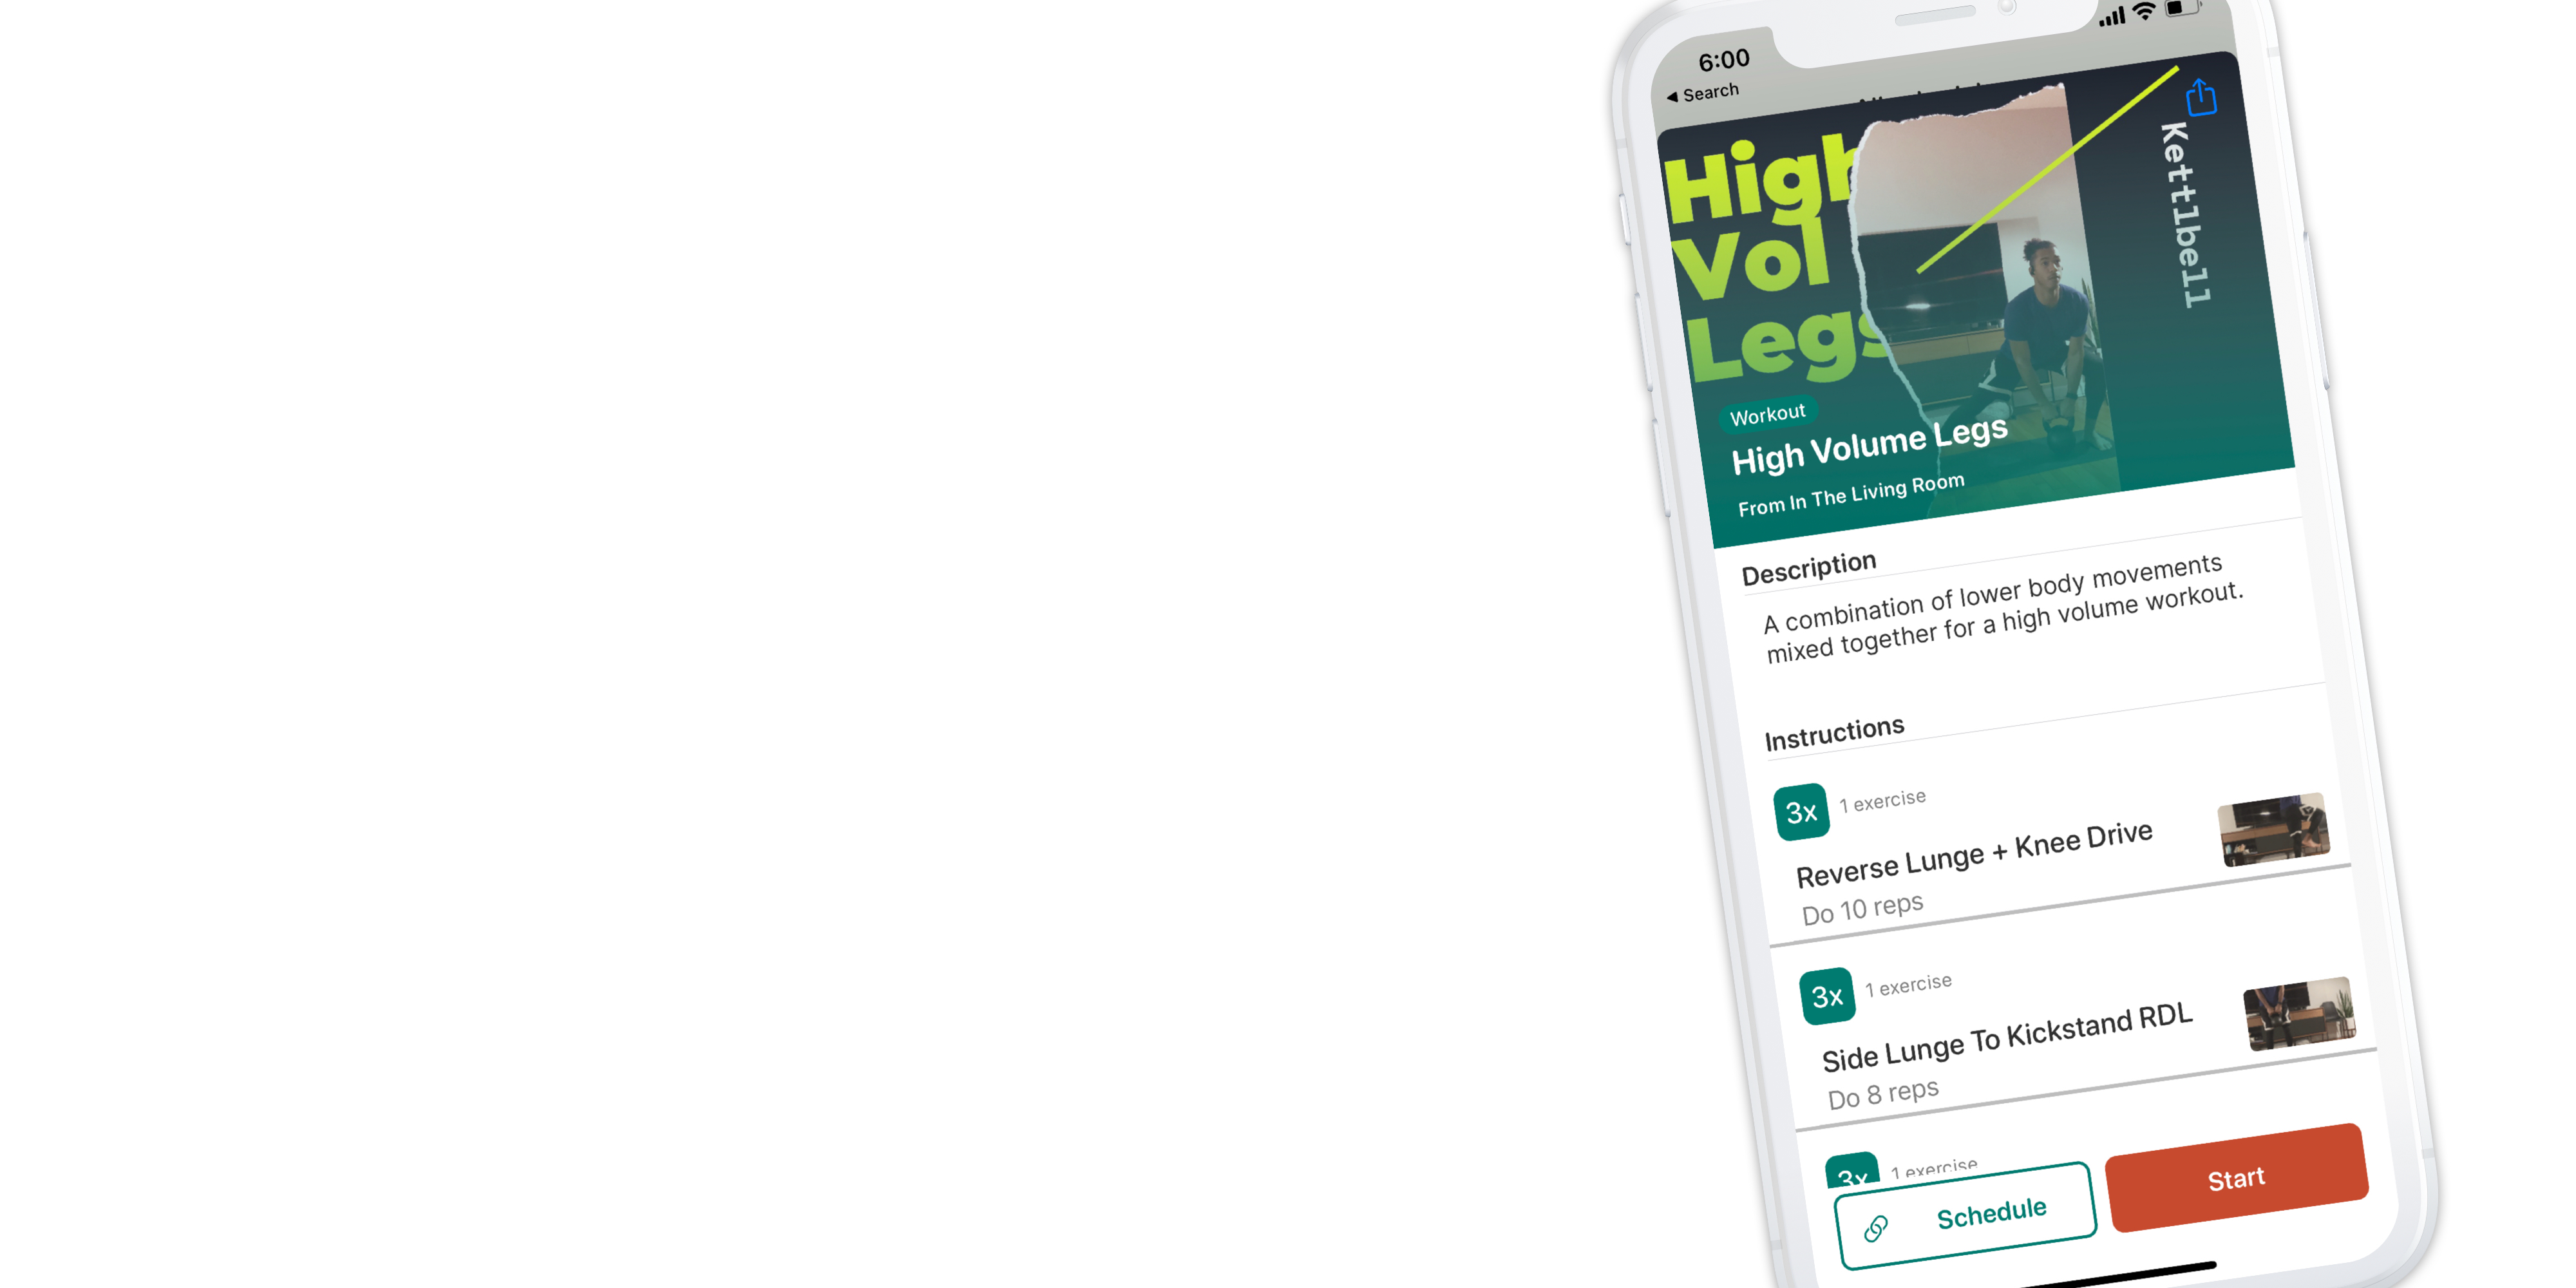 6:00
◀ Search
High
Vol
Legs
Kettlbell
Workout
High Volume Legs
From In The Living Room
Description
A combination of lower body movements
mixed together for a high volume workout.
Instructions
3x 1 exercise
Reverse Lunge + Knee Drive
Do 10 reps
3x 1 exercise
Side Lunge To Kickstand RDL
Do 8 reps
3x 1 exercise
Schedule
Start